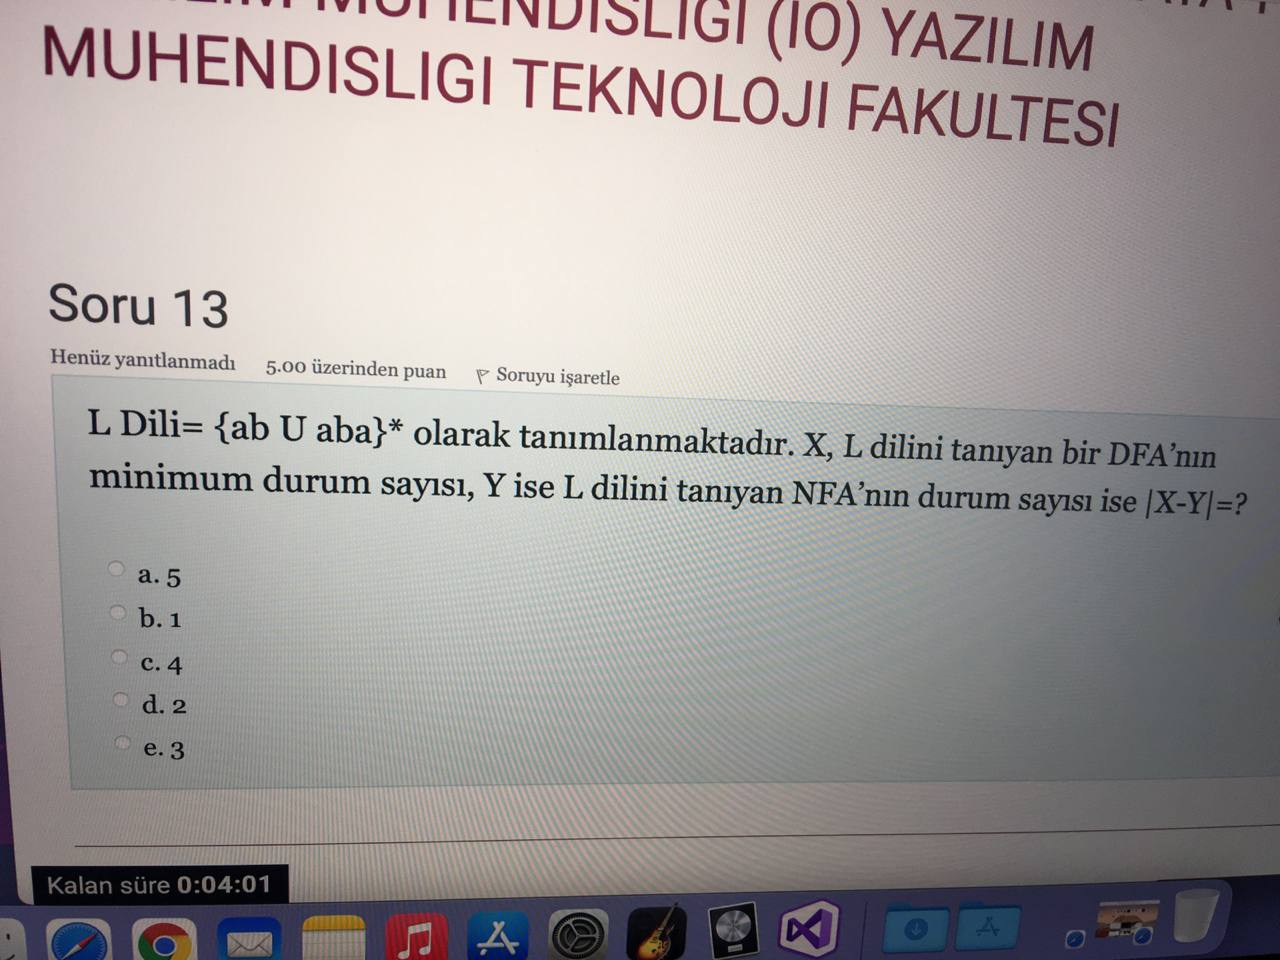 MUHENDISLIGI (IO) YAZILIM
MUHENDISLIGI TEKNOLOJI FAKULTESI
Soru 13
Henüz yanıtlanmadı 5.00 üzerinden puan Soruyu işaretle
L Dili= {ab U aba}* olarak tanımlanmaktadır. X, L dilini tanıyan bir DFA’nın
minimum durum sayısı, Y ise L dilini tanıyan NFA’nın durum sayısı ise |X-Y|=?
a. 5
b. 1
c. 4
d. 2
e. 3
Kalan süre 0:04:01